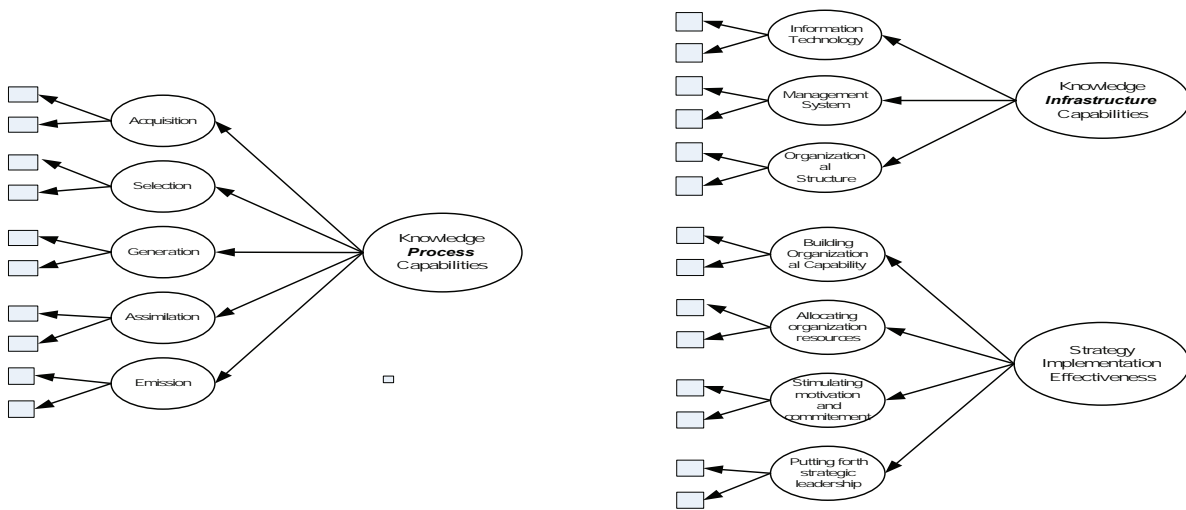 Acquisition
Selection
Generation
Assimilation
Emission
Knowledge
Process
Capabilities
Information
Technology
Management
System
Organization
al
Structure
Knowledge
Infrastructure
Capabilities
Building
Organization
al Capability
Allocating
organization
resources
Stimulating
motivation
and
commitement
Putting forth
strategic
leadership
Strategy
Implementation
Effectiveness